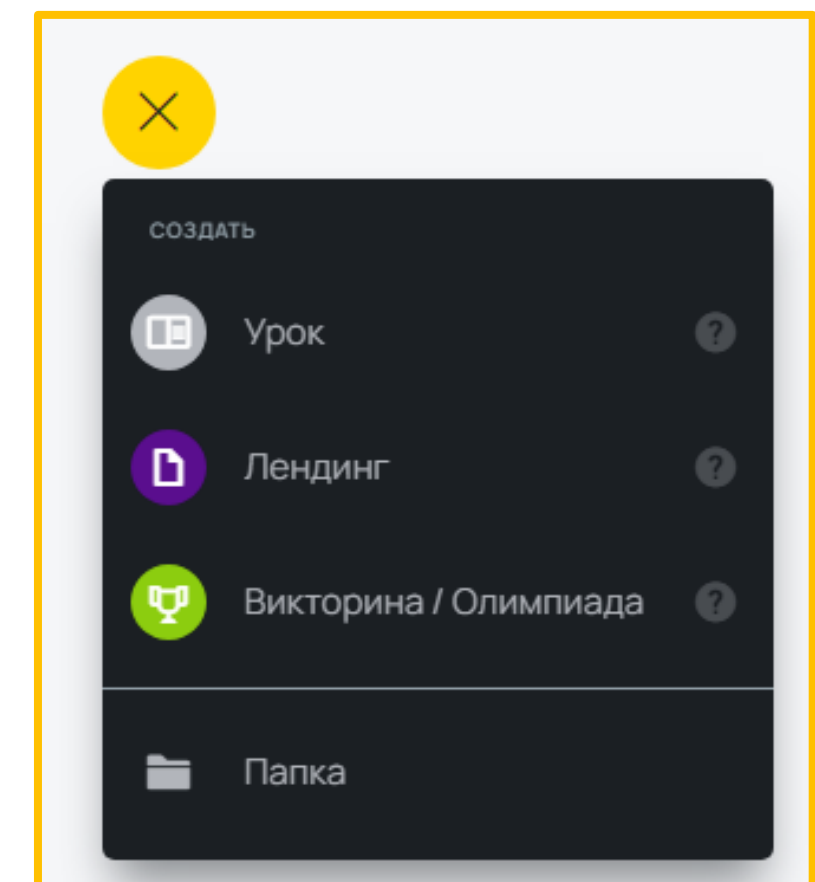 СОЗДАТЬ
Урок
?
Лендинг
?
Викторина / Олимпиада
?
Папка